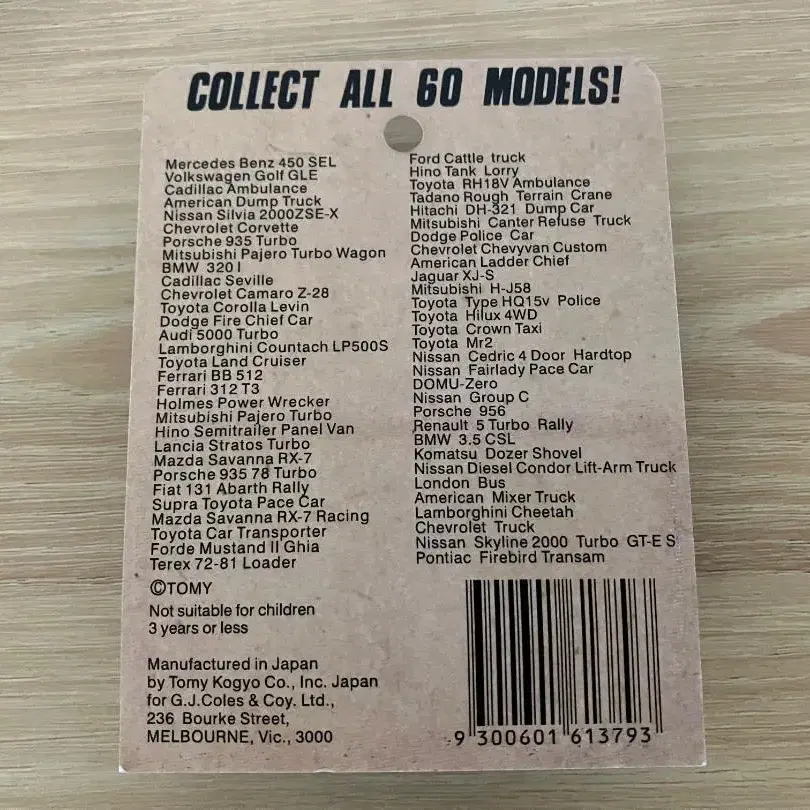 COLLECT ALL 60 MODELS!
Mercedes Benz 450 SEL
Volkswagen Golf GLE
Cadillac Ambulance
American Dump Truck
Nissan Silvia 2000ZSE-X
Chevrolet Corvette
Porsche 935 Turbo
Mitsubishi Pajero Turbo Wagon
BMW 320 I
Cadillac Seville
Chevrolet Camaro Z-28
Toyota Corolla Levin
Dodge Fire Chief Car
Audi 5000 Turbo
Lamborghini Countach LP500S
Toyota Land Cruiser
Ferrari BB 512
Ferrari 312 T3
Holmes Power Wrecker
Mitsubishi Pajero Turbo
Hino Semitrailer Panel Van
Lancia Stratos Turbo
Mazda Savanna RX-7
Porsche 935 78 Turbo
Fiat 131 Abarth Rally
Supra Toyota Pace Car
Mazda Savanna RX-7 Racing
Toyota Car Transporter
Forde Mustand II Ghia
Terex 72-81 Loader
Ford Cattle truck
Hino Tank Lorry
Toyota RH18V Ambulance
Tadano Rough Terrain Crane
Hitachi DH-321 Dump Car
Mitsubishi Canter Refuse Truck
Dodge Police Car
Chevrolet Chevyvan Custom
American Ladder Chief
Jaguar XJ-S
Mitsubishi H-J58
Toyota Type HQ15v Police
Toyota Hilux 4WD
Toyota Crown Taxi
Toyota Mr2
Nissan Cedric 4 Door Hardtop
Nissan Fairlady Pace Car
DOMU-Zero
Nissan Group C
Porsche 956
Renault 5 Turbo Rally
BMW 3.5 CSL
Komatsu Dozer Shovel
Nissan Diesel Condor Lift-Arm Truck
London Bus
American Mixer Truck
Lamborghini Cheetah
Chevrolet Truck
Nissan Skyline 2000 Turbo GT-E S
Pontiac Firebird Transam
©TOMY
Not suitable for children
3 years or less
Manufactured in Japan
by Tomy Kogyo Co., Inc. Japan
for G.J.Coles & Coy. Ltd.,
236 Bourke Street,
MELBOURNE, Vic., 3000
9 300601 613793